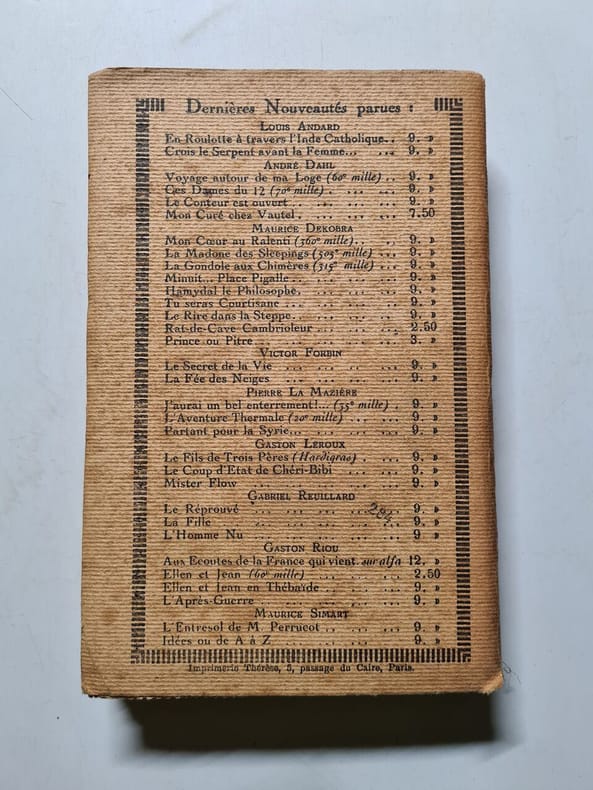 Dernières Nouveautés parues :
LOUIS ANDARD
En Roulotte à travers l'Inde Catholique.. 9. »
Crois le Serpent avant la Femme... ... 9. »
ANDRÉ DAHL
Voyage autour de ma Loge (60e mille) .. 9. »
Ces Dames du 12 (70e mille) . ... ... 9. »
Le Conteur est ouvert .. ... ... ... 9. »
Mon Curé chez Vautel . ... ... ... 7.50
MAURICE DEKOBRA
Mon Cœur au Ralenti (360e mille) .. .. 9. »
La Madone des Sleepings (505e mille) ... 9. »
La Gondole aux Chimères (315e mille) .. 9. »
Minuit... Place Pigalle .. ... ... .. 9. »
Hamydal le Philosophe. ... ... ... .. 9. »
Tu seras Courtisane ... ... ... ... .. 9. »
Le Rire dans la Steppe. ... ... ... .. 9. »
Rat-de-Cave Cambrioleur ... ... ... .. 2.50
Prince ou Pitre . ... ... ... ... .. 3. »
VICTOR FORBIN
Le Secret de la Vie ... ... ... ... 9. »
La Fée des Neiges ... ... ... ... 9. »
PIERRE LA MAZIÈRE
J'aurai un bel enterrement!... (35e mille) . 9. »
L'Aventure Thermale (20e mille) .. ... .. 9. »
Partant pour la Syrie... ... ... ... .. 9. »
GASTON LEROUX
Le Fils de Trois Pères (Hardigras) . ... .. 9. »
Le Coup d'Etat de Chéri-Bibi ... ... .. 9. »
Mister Flow ... ... ... ... ... 9. »
GABRIEL REUILLARD
Le Réprouvé ... ... ... ... .. 9. »
La Fille ... ... ... ... .. 9. »
L'Homme Nu .. ... ... ... ... .. 9. »
GASTON RIOU
Aux Ecoutes de la France qui vient. sur alfa 12. »
Ellen et Jean (60e mille) ... ... ... .. 2.50
Ellen et Jean en Thébaïde .. ... ... .. 9. »
L'Après-Guerre .. ... ... ... ... .. 9. »
MAURICE SIMART
L'Entresol de M. Perrucot .. ... ... .. 9. »
Idées ou de A à Z ... ... ... ... .. 9. »
Imprimerie Thérèse, 5, passage du Caire, Paris.